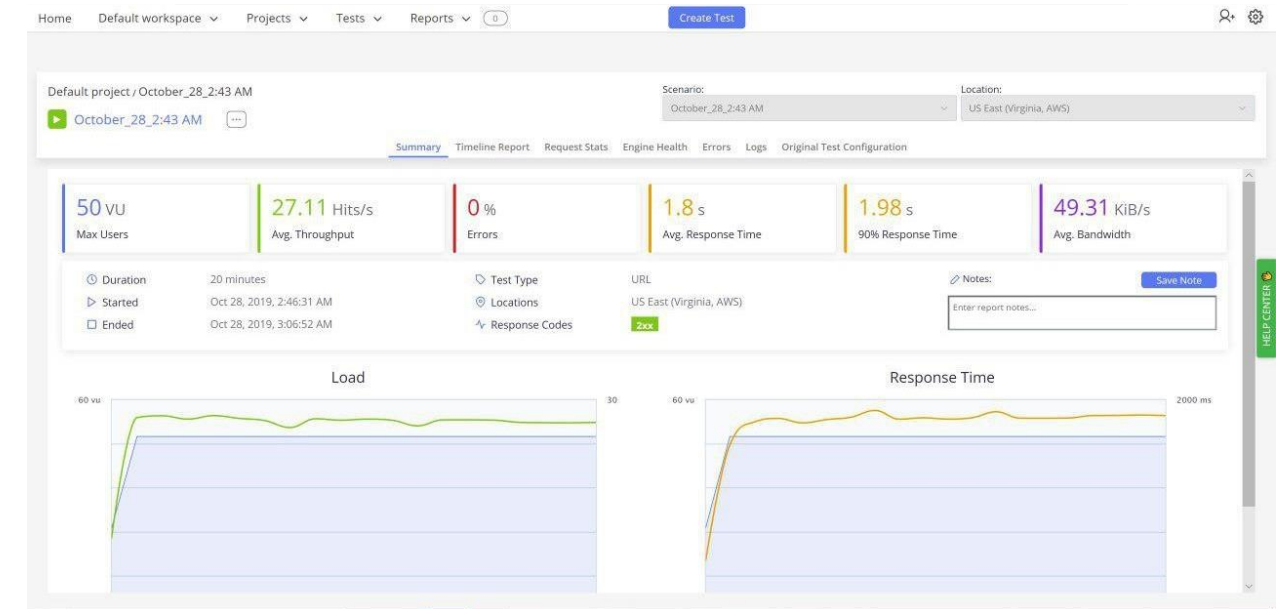 Home Default workspace Projects Tests Reports 0 Create Test
Default project / October_28_2:43 AM
Scenario: Location:
October_28_2:43 AM US East (Virginia, AWS)
October_28_2:43 AM ...
Summary Timeline Report Request Stats Engine Health Errors Logs Original Test Configuration
50 VU 27.11 Hits/s 0 % 1.8 s 1.98 s 49.31 KiB/s
Max Users Avg. Throughput Errors Avg. Response Time 90% Response Time Avg. Bandwidth
Duration 20 minutes Test Type URL Notes: Save Note
Started Oct 28, 2019, 2:46:31 AM Locations US East (Virginia, AWS) Enter report notes...
Ended Oct 28, 2019, 3:06:52 AM Response Codes 2xx
HELP CENTER
Load Response Time
60 vu 30 60 vu 2000 ms